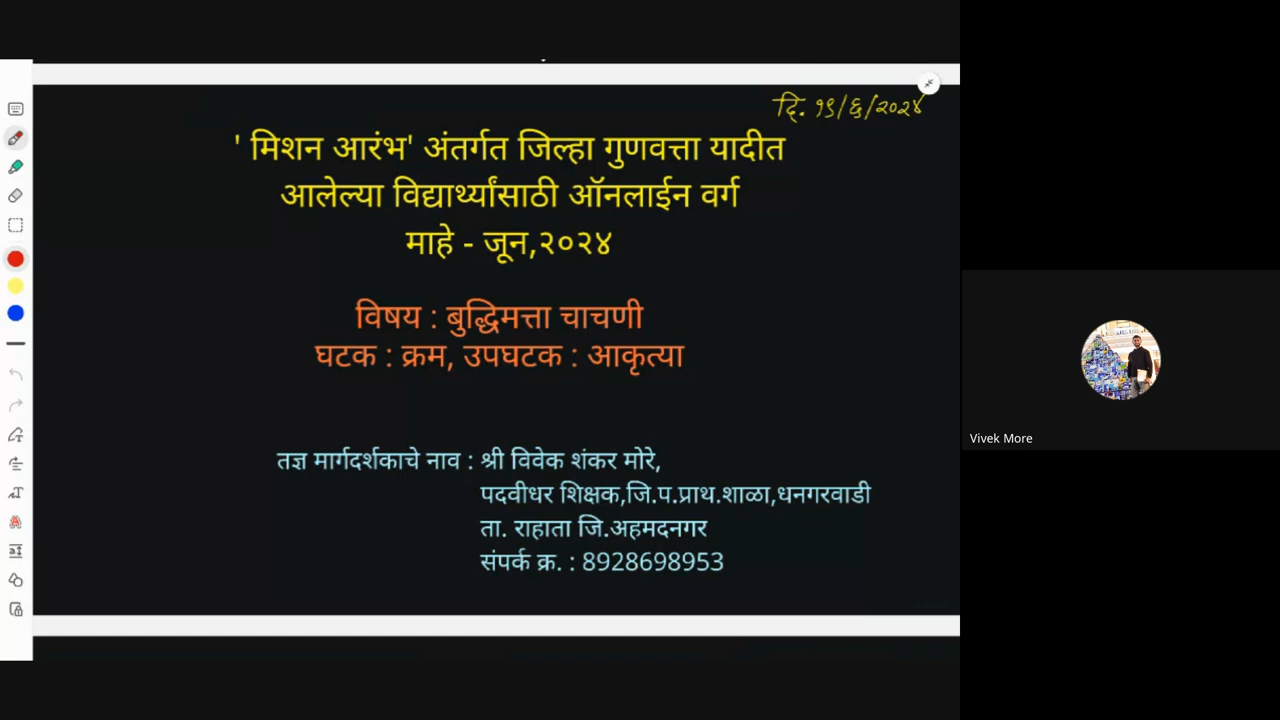 दि. १९/६/२०२४
' मिशन आरंभ' अंतर्गत जिल्हा गुणवत्ता यादीत
आलेल्या विद्यार्थ्यांसाठी ऑनलाईन वर्ग
माहे - जून,२०२४
विषय : बुद्धिमत्ता चाचणी
घटक : क्रम, उपघटक : आकृत्या
तज्ञ मार्गदर्शकाचे नाव : श्री विवेक शंकर मोरे,
पदवीधर शिक्षक,जि.प.प्राथ.शाळा,धनगरवाडी
ता. राहाता जि.अहमदनगर
संपर्क क्र. : 8928698953
Vivek More